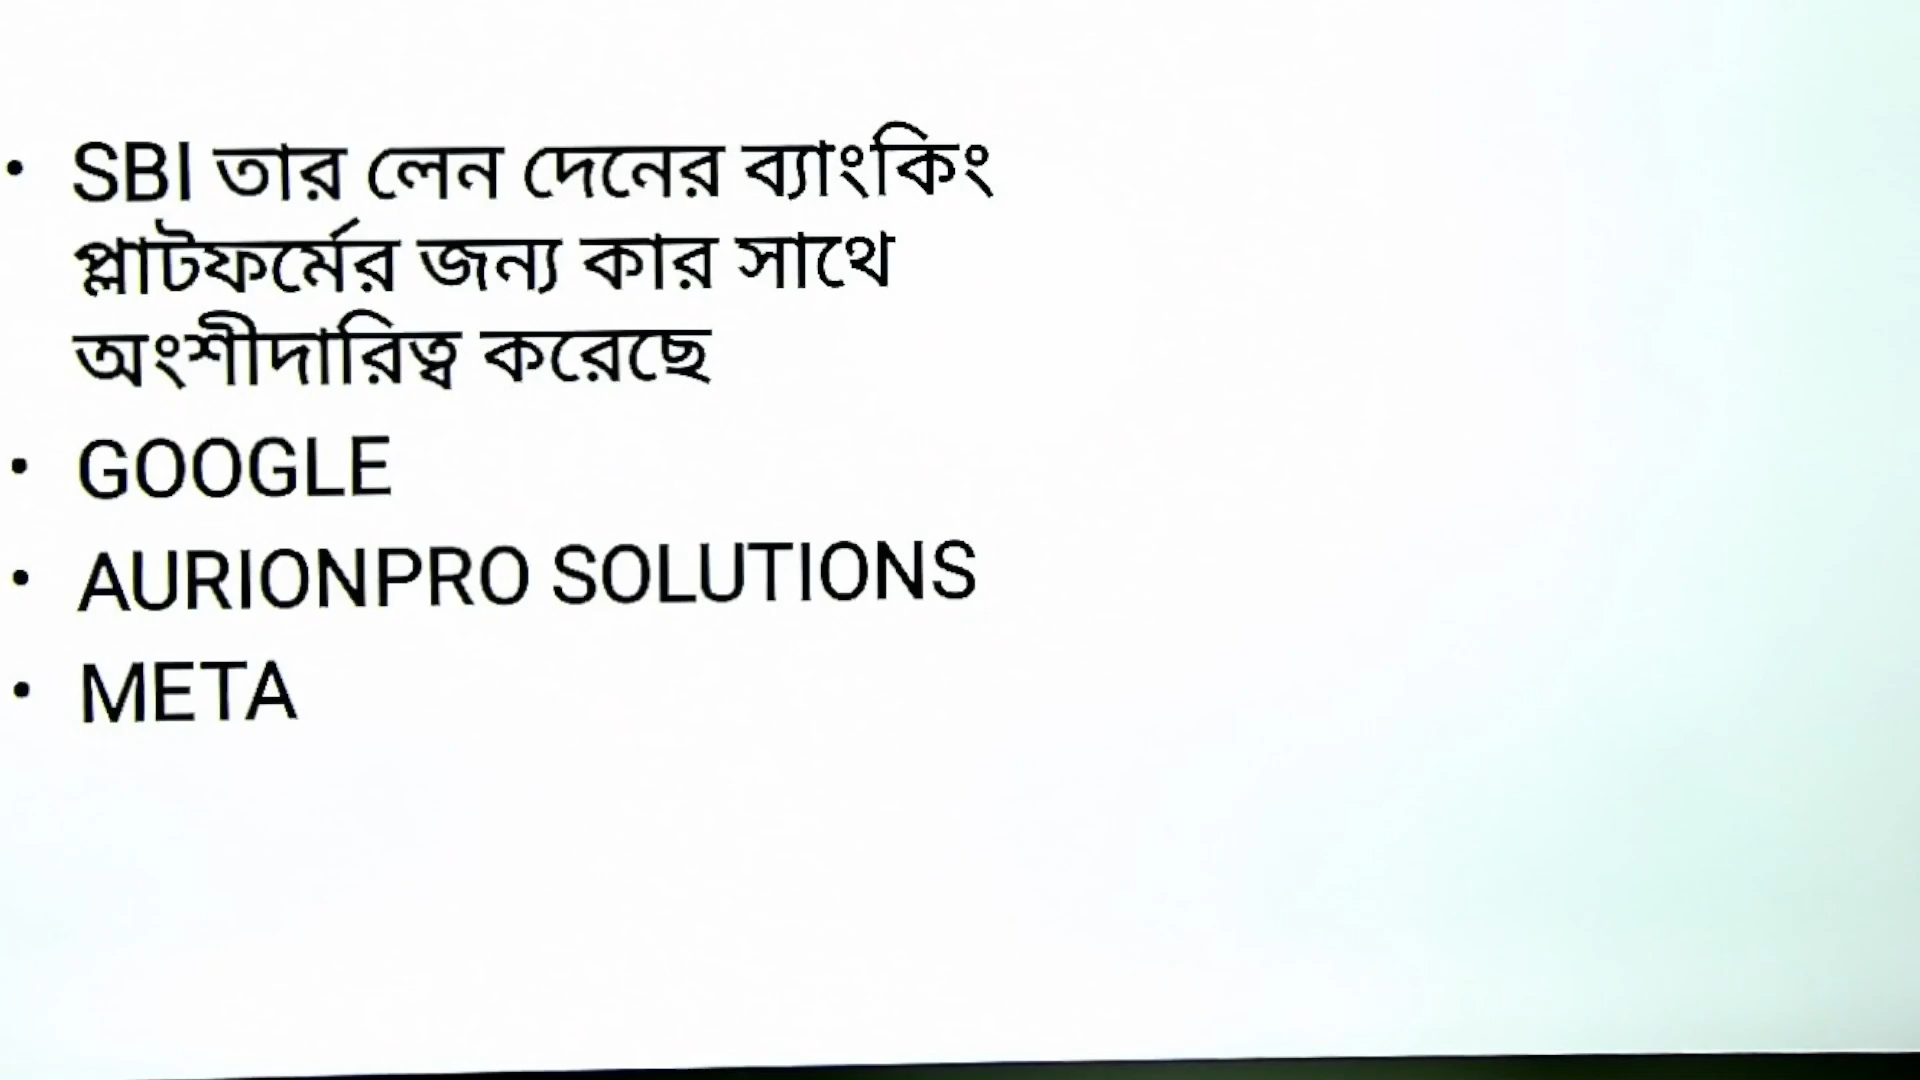 • SBI তার লেন দেনের ব্যাংকিং
প্লাটফর্মের জন্য কার সাথে
অংশীদারিত্ব করেছে
• GOOGLE
• AURIONPRO SOLUTIONS
• META